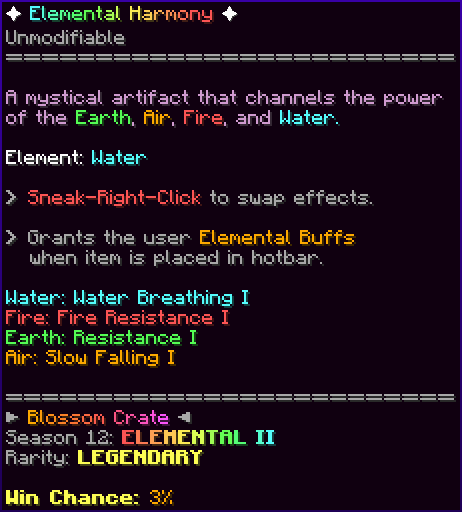 ✦ Elemental Harmony ✦
Unmodifiable
======================================
A mystical artifact that channels the power
of the Earth, Air, Fire, and Water.
Element: Water
> Sneak-Right-Click to swap effects.
> Grants the user Elemental Buffs
when item is placed in hotbar.
Water: Water Breathing I
Fire: Fire Resistance I
Earth: Resistance I
Air: Slow Falling I
======================================
► Blossom Crate ◄
Season 12: ELEMENTAL II
Rarity: LEGENDARY
Win Chance: 3%